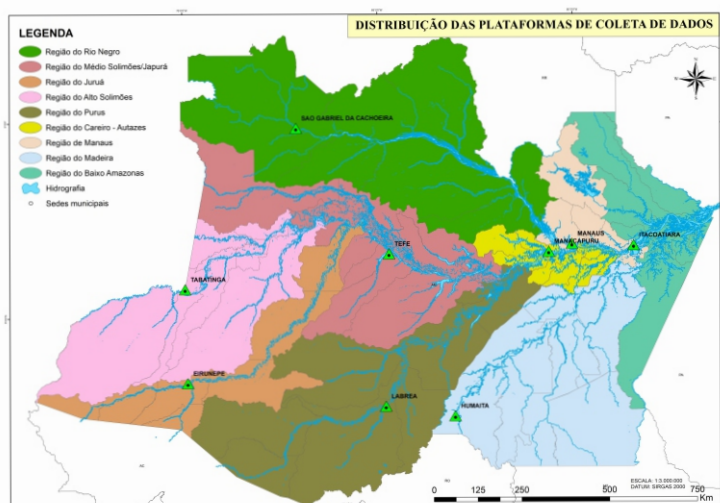 DISTRIBUIÇÃO DAS PLATAFORMAS DE COLETA DE DADOS
LEGENDA
Região do Rio Negro
Região do Médio Solimões/Japurá
Região do Juruá
Região do Alto Solimões
Região do Purus
Região do Careiro - Autazes
Região de Manaus
Região do Madeira
Região do Baixo Amazonas
Hidrografia
Sedes municipais
SAO GABRIEL DA CACHOEIRA
MANAUS
ITACOATIARA
MANACAPURU
TEFE
TABATINGA
EIRUNEPE
LABREA
HUMAITA
ESCALA: 1:5.000.000
DATUM: SIRGAS 2000
0 125 250 500 750
Km